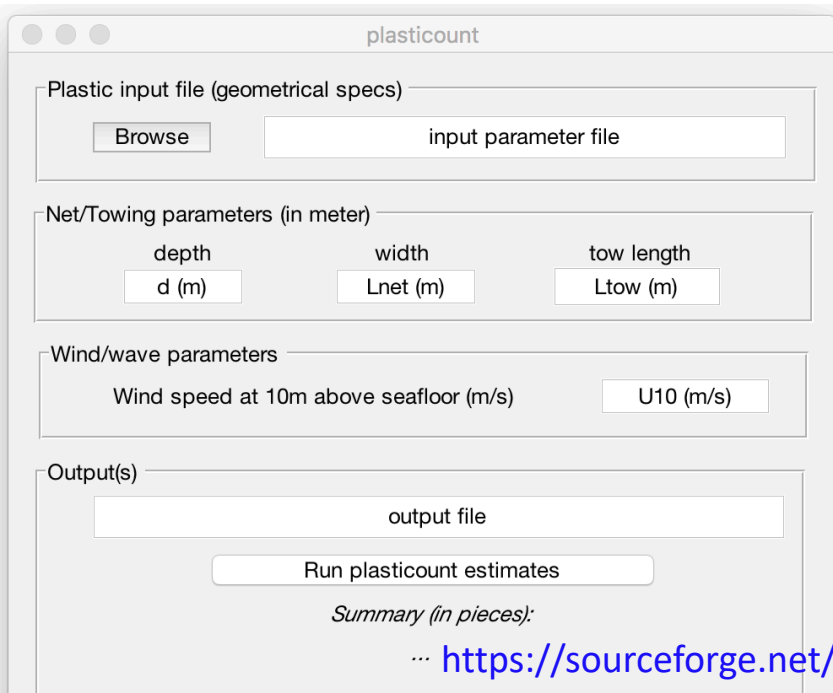 plasticount
Plastic input file (geometrical specs)
Browse input parameter file
Net/Towing parameters (in meter)
depth width tow length
d (m) Lnet (m) Ltow (m)
Wind/wave parameters
Wind speed at 10m above seafloor (m/s) U10 (m/s)
Output(s)
output file
Run plasticount estimates
Summary (in pieces):
... https://sourceforge.net/